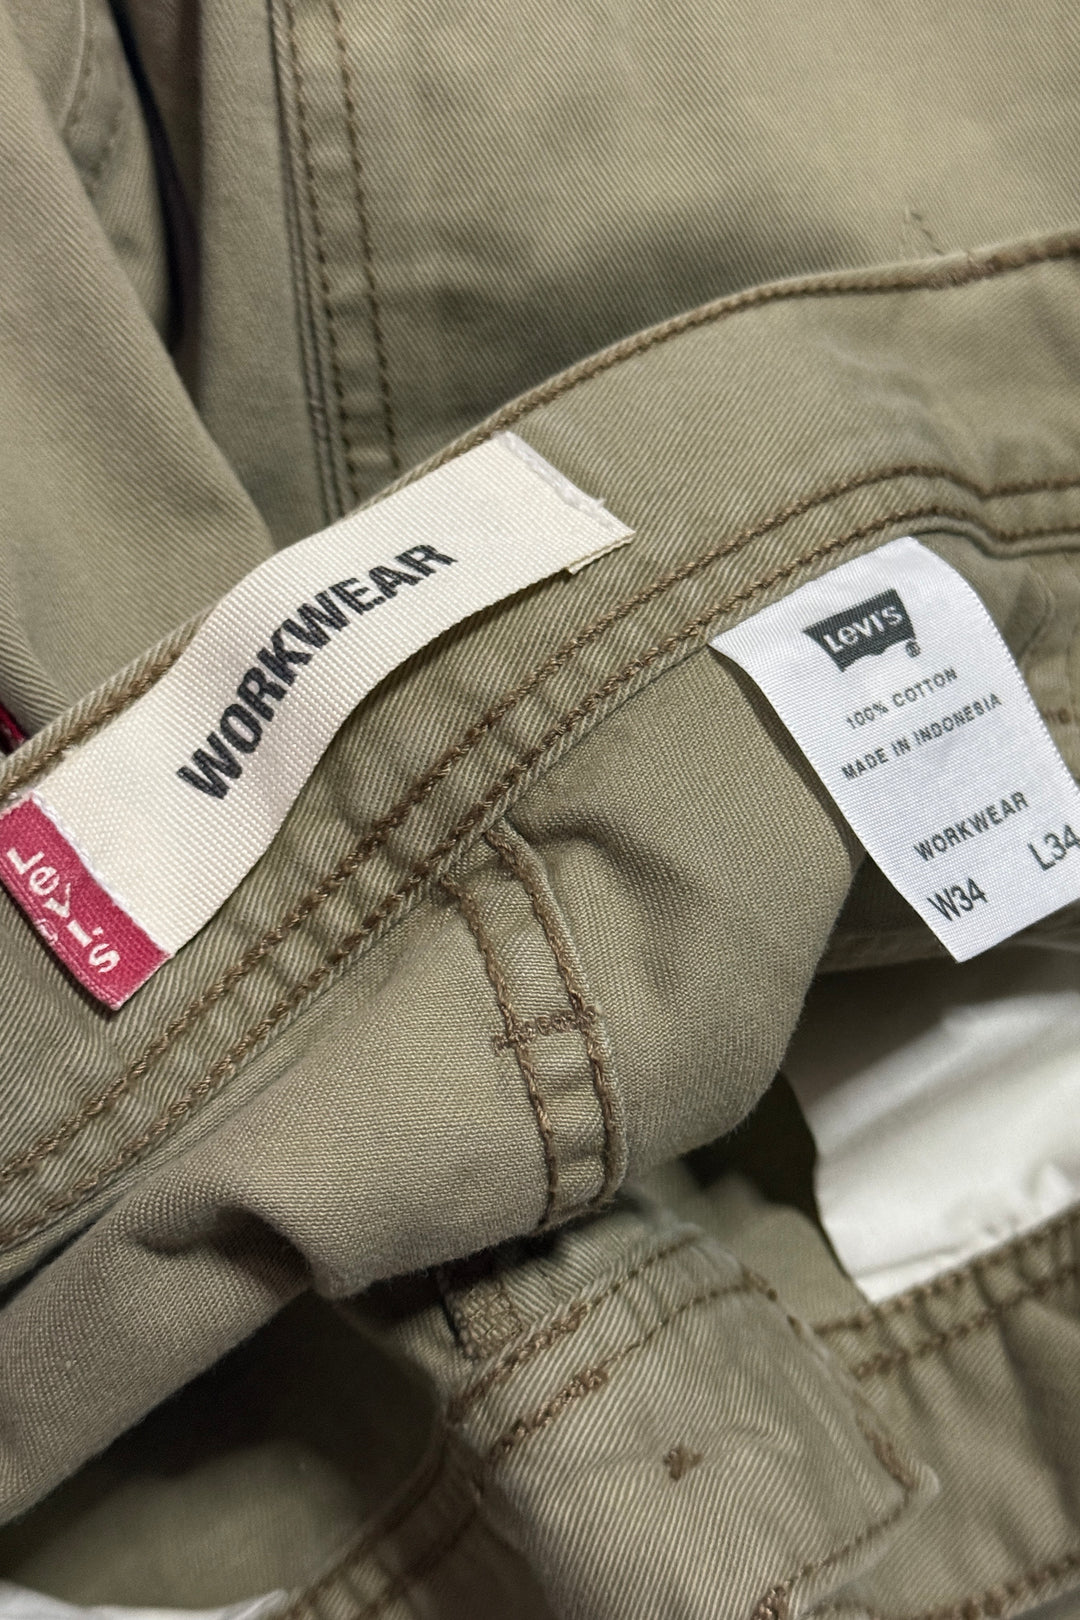 WORKWEAR
Levi's
LEVI'S
®
100% COTTON
MADE IN INDONESIA
WORKWEAR
W34 L34